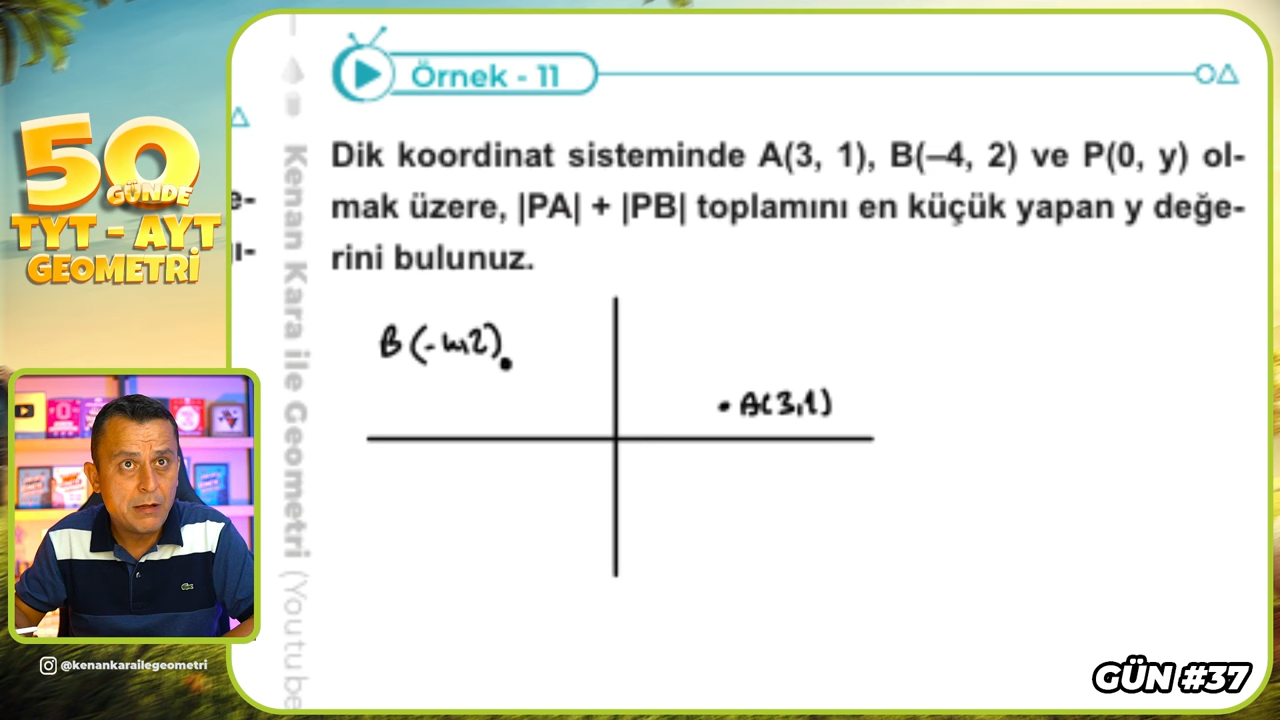 50
GÜNDE
TYT - AYT
GEOMETRİ
@kenankarailegeometri
e-
ı-
Kenan Kara ile Geometri (Youtube
Örnek - 11
Dik koordinat sisteminde A(3, 1), B(–4, 2) ve P(0, y) ol-
mak üzere, |PA| + |PB| toplamını en küçük yapan y değe-
rini bulunuz.
B(-4,2)
A(3,1)
GÜN #37